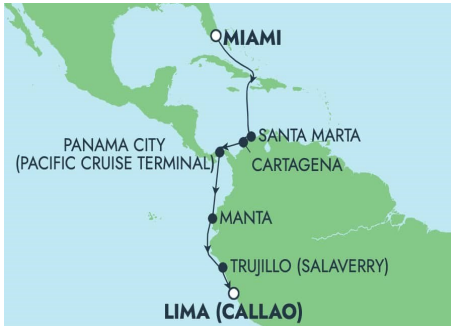 MIAMI
SANTA MARTA
PANAMA CITY
(PACIFIC CRUISE TERMINAL)
CARTAGENA
MANTA
TRUJILLO (SALAVERRY)
LIMA (CALLAO)